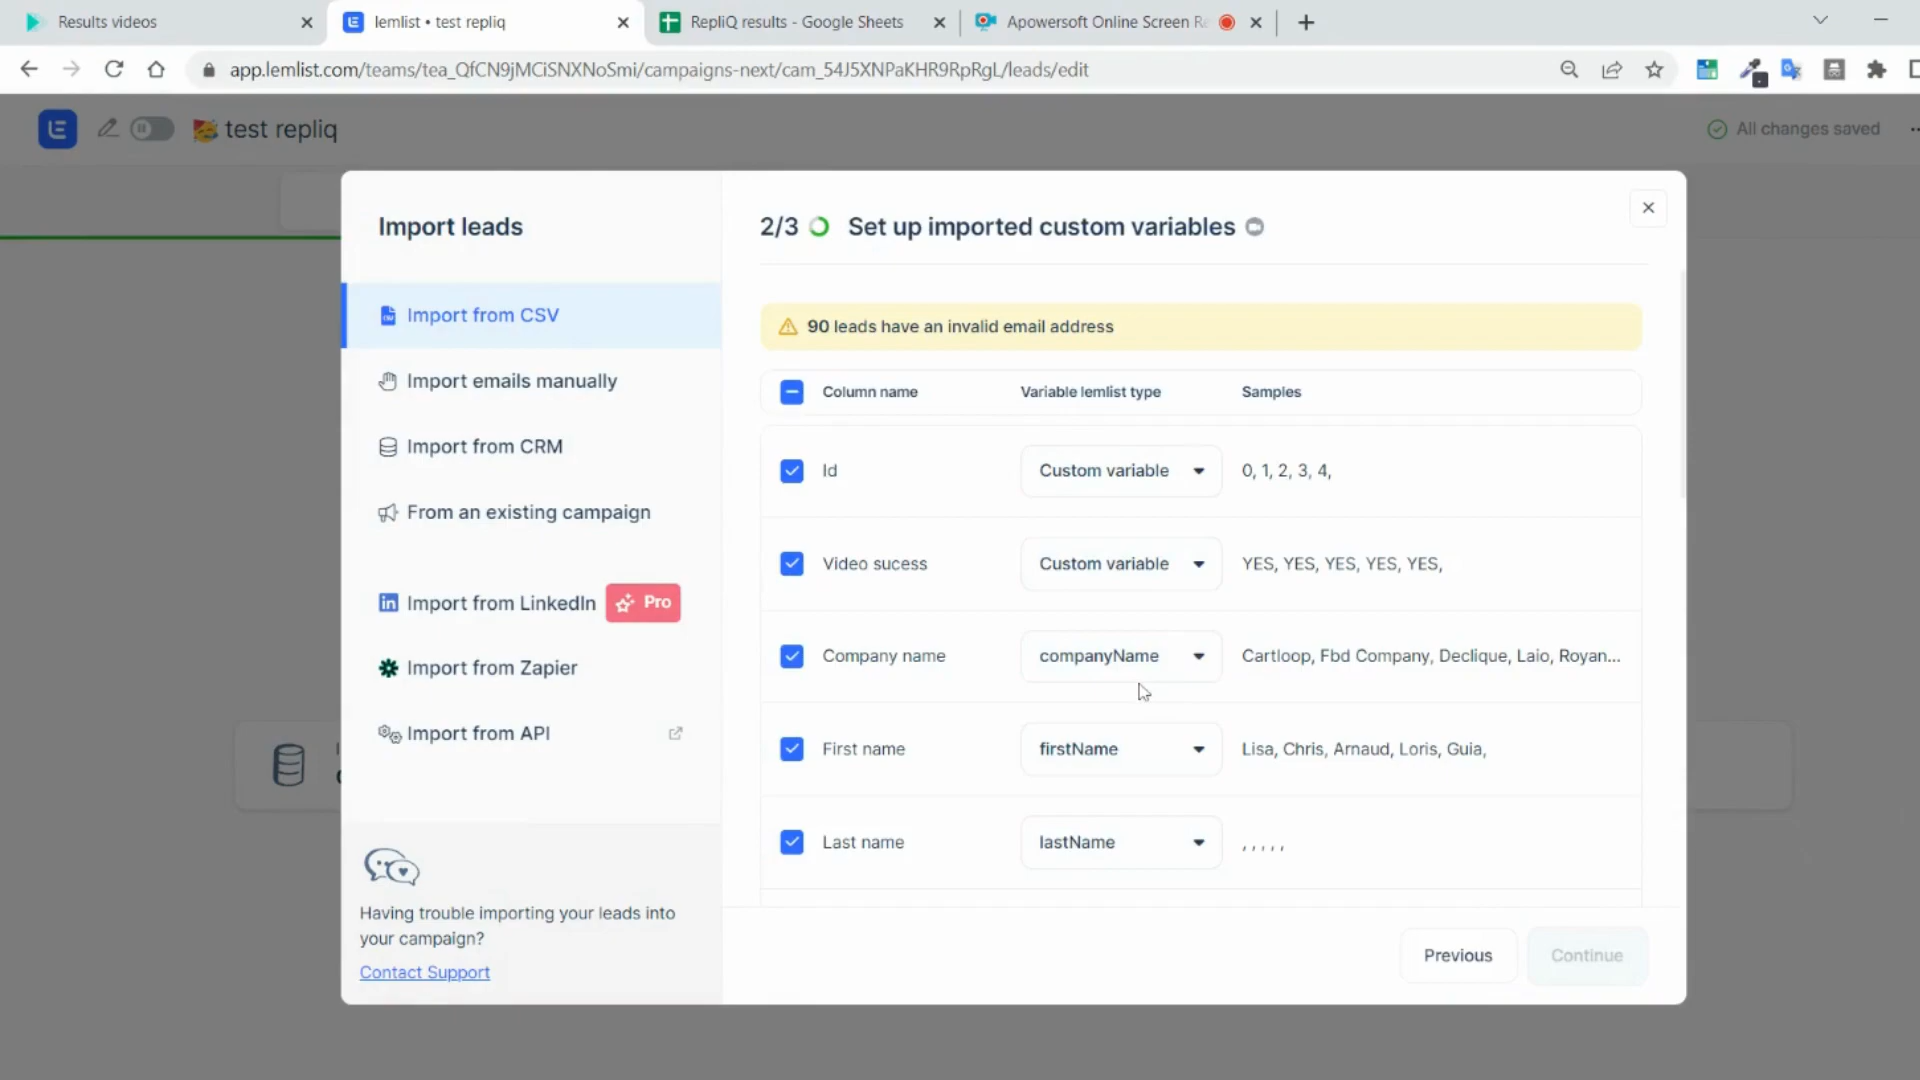 Results videos
lemlist • test repliq
RepliQ results - Google Sheets
Apowersoft Online Screen Re
app.lemlist.com/teams/tea_QfCN9jMCiSNXNoSmi/campaigns-next/cam_54J5XNPaKHR9RpRgL/leads/edit
test repliq
All changes saved
Import leads
2/3 Set up imported custom variables
Import from CSV
90 leads have an invalid email address
Import emails manually
Column name Variable lemlist type Samples
Import from CRM
Id Custom variable 0, 1, 2, 3, 4,
From an existing campaign
Video sucess Custom variable YES, YES, YES, YES, YES,
Import from LinkedIn Pro
Company name companyName Cartloop, Fbd Company, Declique, Laio, Royan...
Import from Zapier
Import from API
First name firstName Lisa, Chris, Arnaud, Loris, Guia,
Last name lastName , , , , ,
Having trouble importing your leads into
your campaign?
Contact Support
Previous Continue